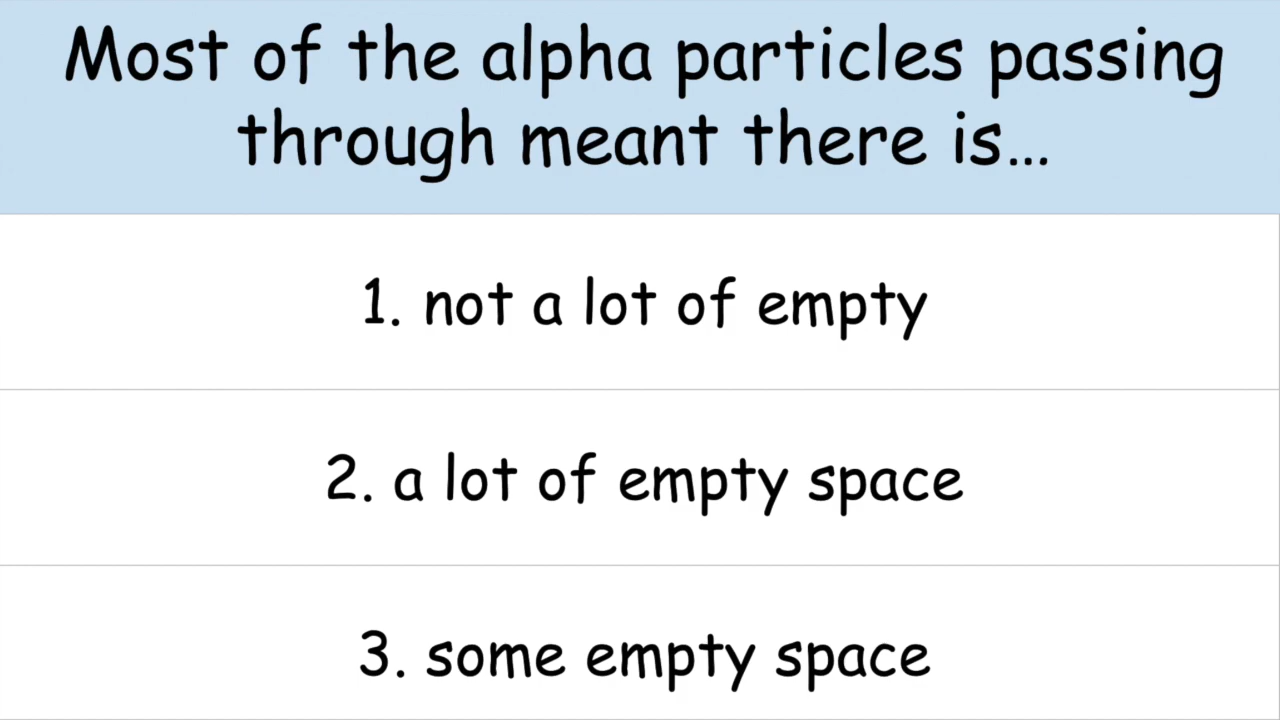 Most of the alpha particles passing
through meant there is...
1. not a lot of empty
2. a lot of empty space
3. some empty space